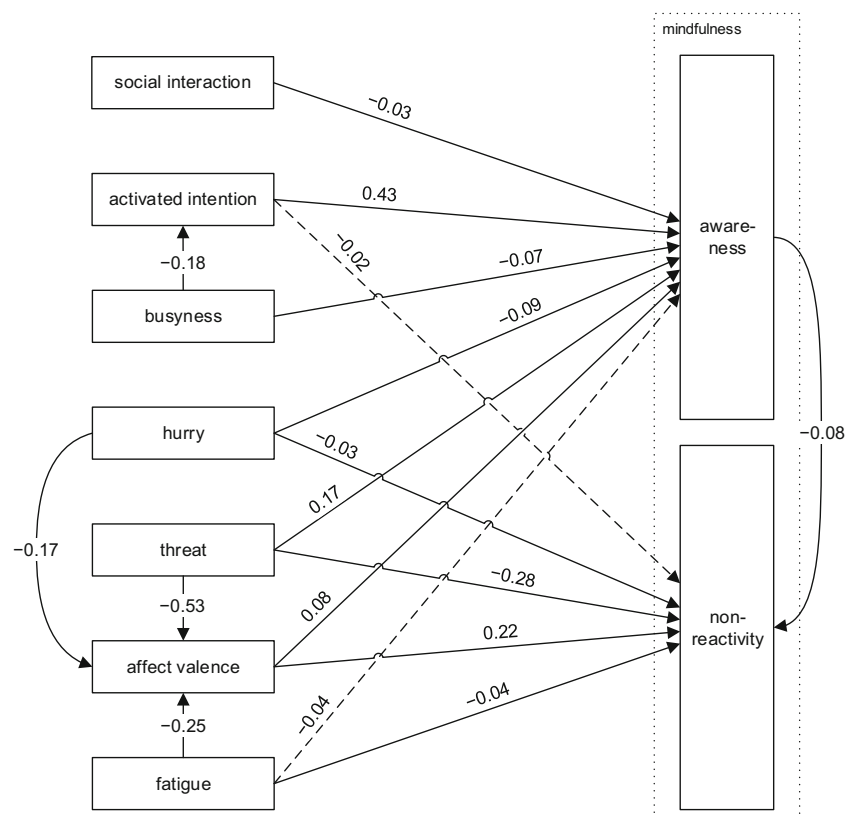 mindfulness
social interaction
−0.03
activated intention
0.43
aware-
ness
−0.02
−0.18
−0.07
busyness
−0.09
hurry
−0.03
−0.08
0.17
−0.17
threat
−0.28
−0.53
0.08
non-
reactivity
0.22
affect valence
−0.04
−0.04
−0.25
fatigue